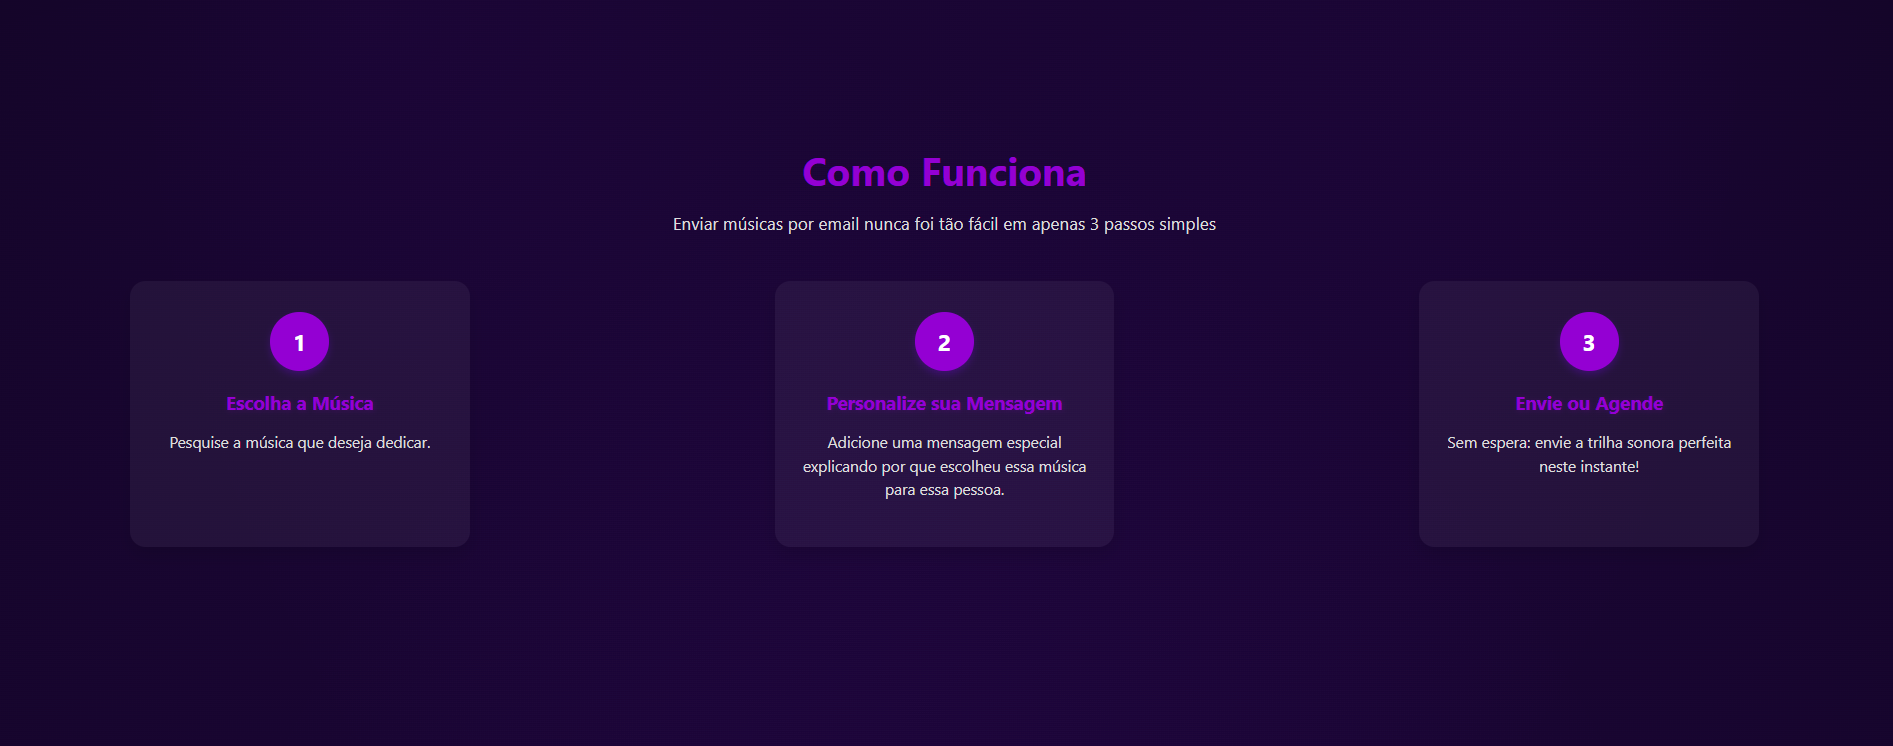 Como Funciona
Enviar músicas por email nunca foi tão fácil em apenas 3 passos simples
1
Escolha a Música
Pesquise a música que deseja dedicar.
2
Personalize sua Mensagem
Adicione uma mensagem especial
explicando por que escolheu essa música
para essa pessoa.
3
Envie ou Agende
Sem espera: envie a trilha sonora perfeita
neste instante!